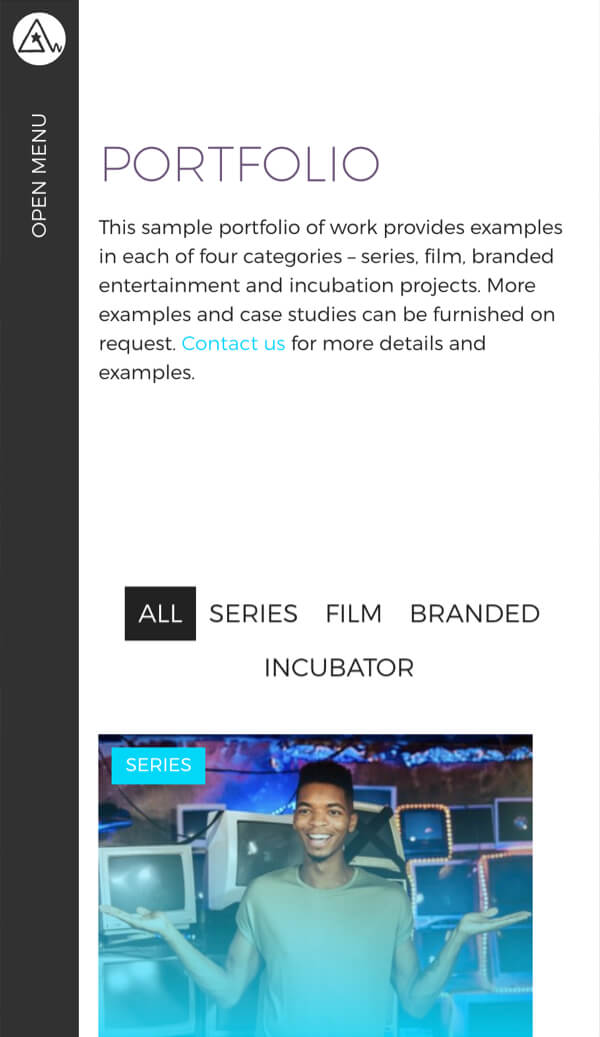 OPEN MENU
PORTFOLIO
This sample portfolio of work provides examples
in each of four categories – series, film, branded
entertainment and incubation projects. More
examples and case studies can be furnished on
request. Contact us for more details and
examples.
ALL SERIES FILM BRANDED
INCUBATOR
SERIES